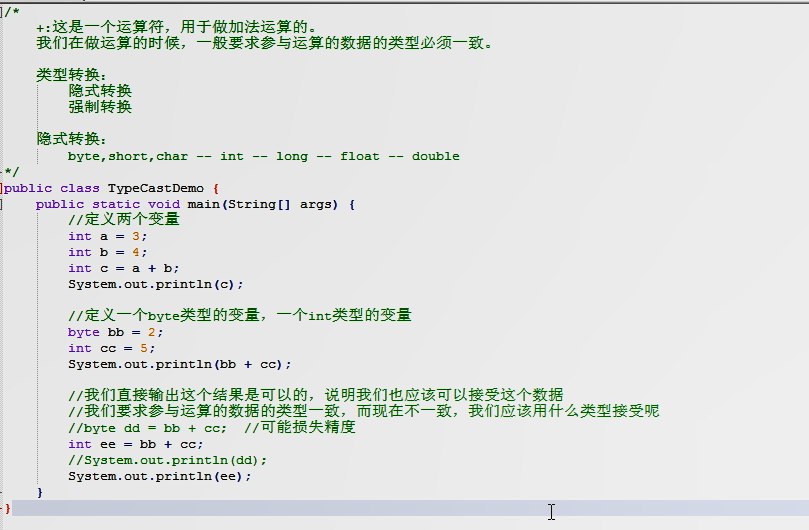 /*
+:这是一个运算符，用于做加法运算的。
我们在做运算的时候，一般要求参与运算的数据的类型必须一致。
类型转换：
隐式转换
强制转换
隐式转换：
byte,short,char -- int -- long -- float -- double
*/
public class TypeCastDemo {
public static void main(String[] args) {
//定义两个变量
int a = 3;
int b = 4;
int c = a + b;
System.out.println(c);
//定义一个byte类型的变量，一个int类型的变量
byte bb = 2;
int cc = 5;
System.out.println(bb + cc);
//我们直接输出这个结果是可以的，说明我们也应该可以接受这个数据
//我们要求参与运算的数据的类型一致，而现在不一致，我们应该用什么类型接受呢
//byte dd = bb + cc;  //可能损失精度
int ee = bb + cc;
//System.out.println(dd);
System.out.println(ee);
}
}